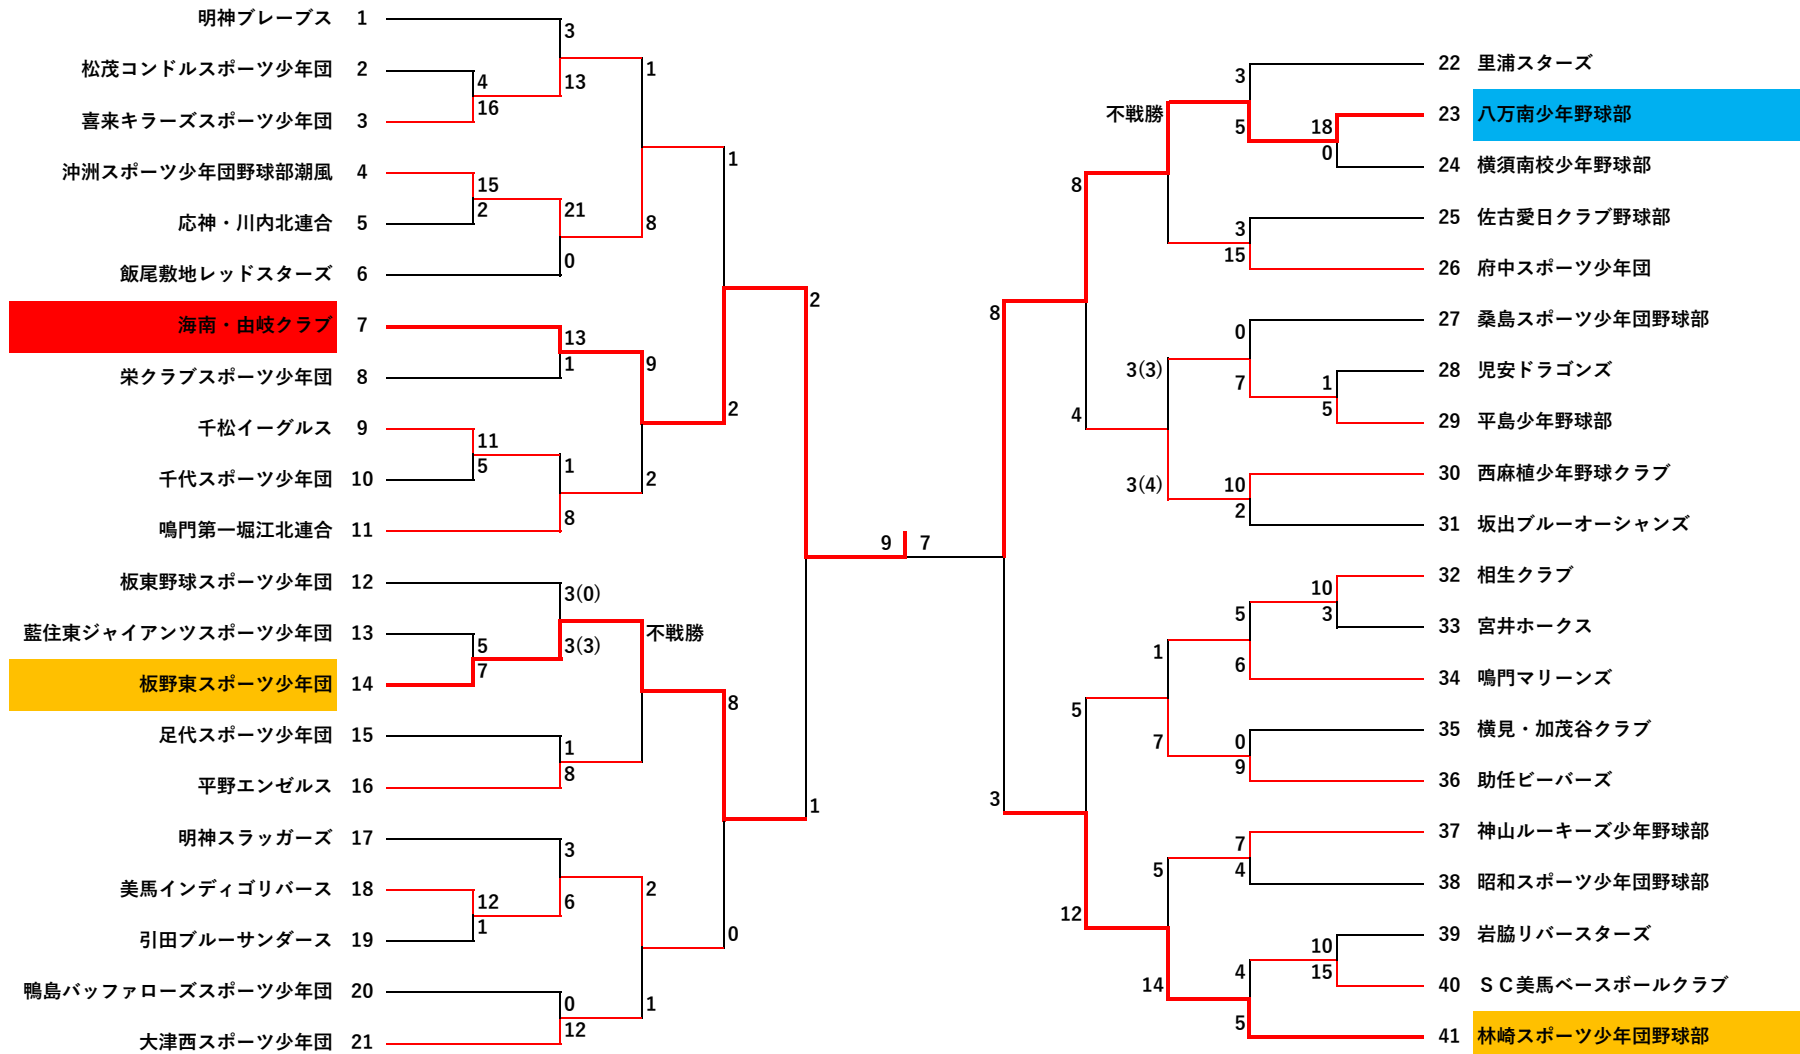 明神ブレーブス 1
松茂コンドルスポーツ少年団 2
喜来キラーズスポーツ少年団 3
沖洲スポーツ少年団野球部潮風 4
応神・川内北連合 5
飯尾敷地レッドスターズ 6
海南・由岐クラブ 7
栄クラブスポーツ少年団 8
千松イーグルス 9
千代スポーツ少年団 10
鳴門第一堀江北連合 11
板東野球スポーツ少年団 12
藍住東ジャイアンツスポーツ少年団 13
板野東スポーツ少年団 14
足代スポーツ少年団 15
平野エンゼルス 16
明神スラッガーズ 17
美馬インディゴリバース 18
引田ブルーサンダース 19
鴨島バッファローズスポーツ少年団 20
大津西スポーツ少年団 21
4
16
15
2
11
5
5
7
12
1
3
13
21
0
13
1
1
8
3(0)
3(3)
1
8
3
6
0
12
1
8
9
2
不戦勝
2
1
1
2
8
0
2
1
9 7
8
3
8
4
5
12
不戦勝
3(3)
3(4)
1
7
5
14
3
5
3
15
0
7
10
2
5
6
0
9
7
4
4
5
18
0
1
5
10
3
10
15
22 里浦スターズ
23 八万南少年野球部
24 横須南校少年野球部
25 佐古愛日クラブ野球部
26 府中スポーツ少年団
27 桑島スポーツ少年団野球部
28 児安ドラゴンズ
29 平島少年野球部
30 西麻植少年野球クラブ
31 坂出ブルーオーシャンズ
32 相生クラブ
33 宮井ホークス
34 鳴門マリーンズ
35 横見・加茂谷クラブ
36 助任ビーバーズ
37 神山ルーキーズ少年野球部
38 昭和スポーツ少年団野球部
39 岩脇リバースターズ
40 ＳＣ美馬ベースボールクラブ
41 林崎スポーツ少年団野球部